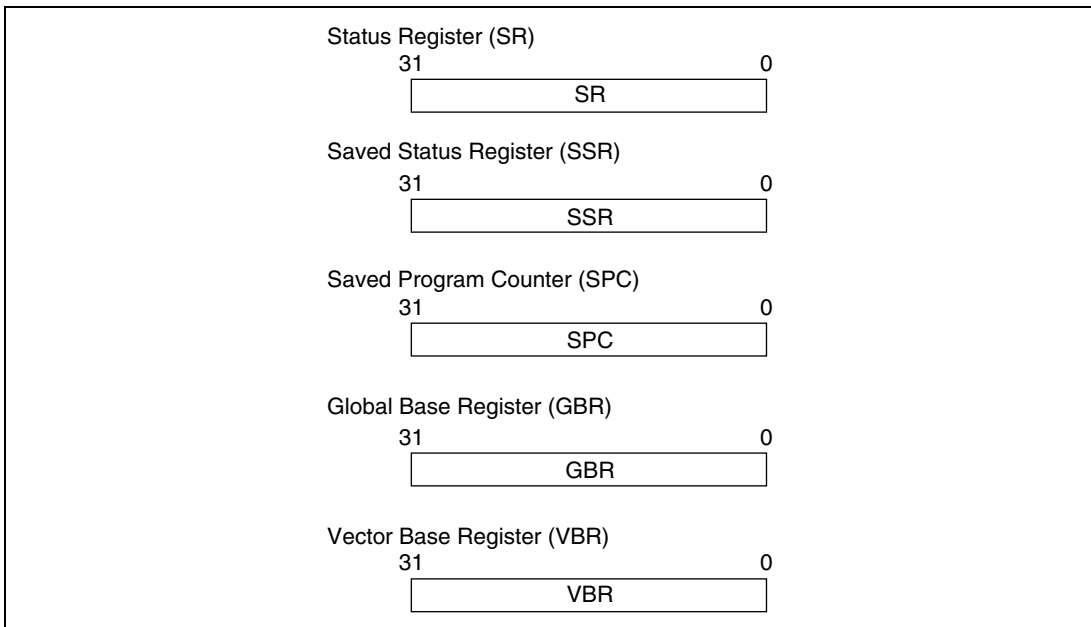 Status Register (SR)
31 0
SR
Saved Status Register (SSR)
31 0
SSR
Saved Program Counter (SPC)
31 0
SPC
Global Base Register (GBR)
31 0
GBR
Vector Base Register (VBR)
31 0
VBR